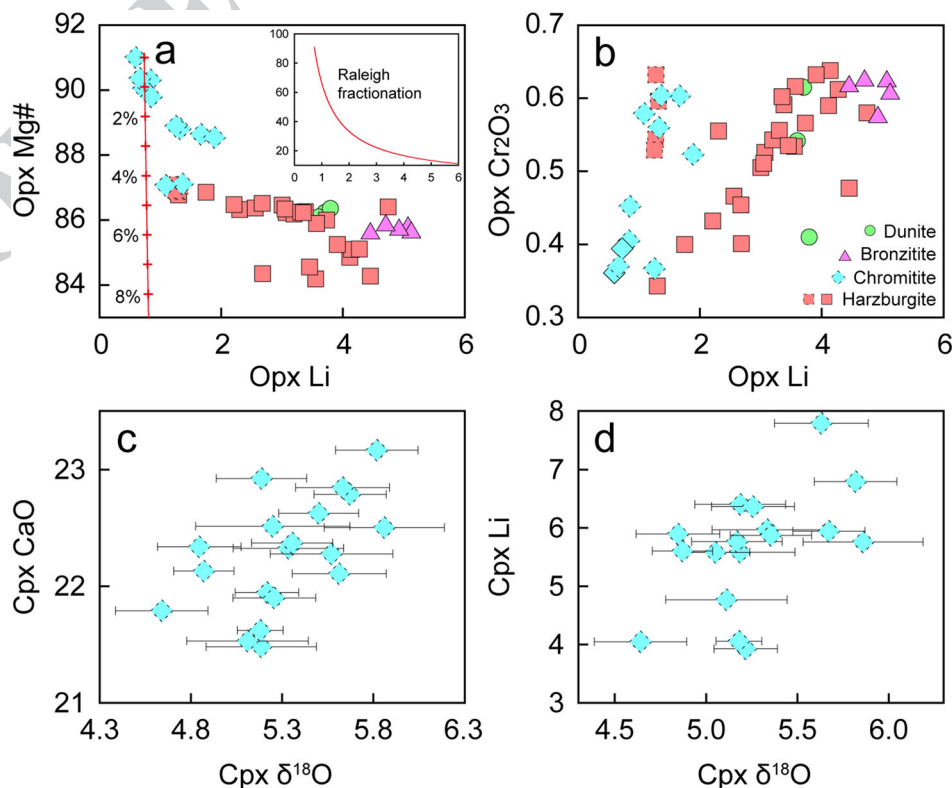 a
92
90
88
86
84
Opx Mg#
2%
4%
6%
8%
0
2
4
6
Opx Li
100
80
60
40
20
0
1
2
3
4
5
6
Raleigh
fractionation
b
0.7
0.6
0.5
0.4
0.3
Opx Cr2O3
0
2
4
6
Opx Li
Dunite
Bronzitite
Chromitite
Harzburgite
c
23
22
21
Cpx CaO
4.3
4.8
5.3
5.8
6.3
Cpx δ¹⁸O
d
8
7
6
5
4
3
Cpx Li
4.5
5.0
5.5
6.0
Cpx δ¹⁸O